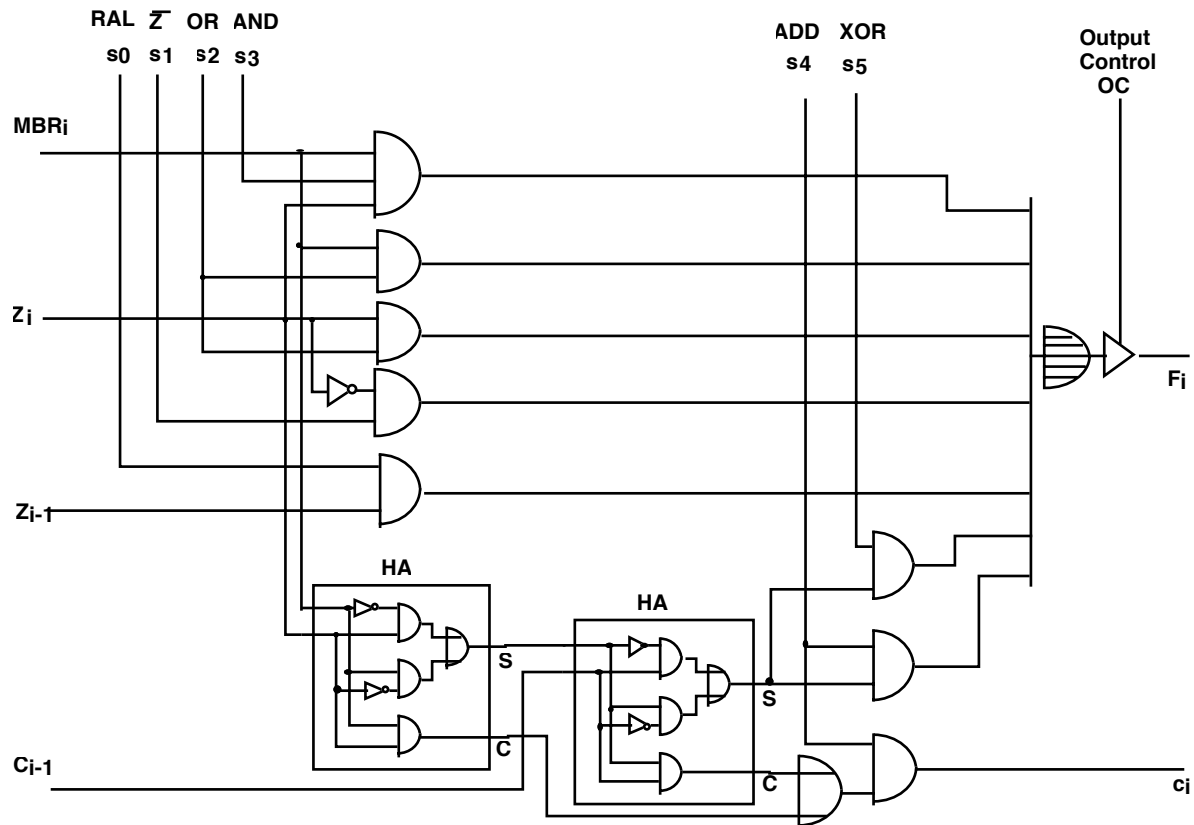 RAL Z̅ OR AND
s0 s1 s2 s3
ADD XOR
s4 s5
Output
Control
OC
MBRi
Zi
Fi
Zi-1
HA
HA
S
S
C
C
Ci-1
ci